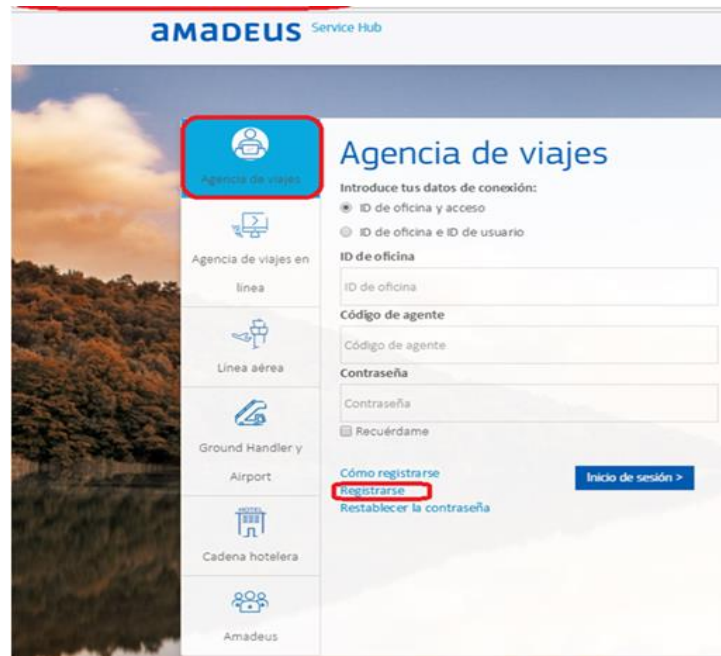 amadeus Service Hub
Agencia de viajes
Agencia de viajes en
línea
Línea aérea
Ground Handler y
Airport
HOTEL
Cadena hotelera
Amadeus
Agencia de viajes
Introduce tus datos de conexión:
ID de oficina y acceso
ID de oficina e ID de usuario
ID de oficina
ID de oficina
Código de agente
Código de agente
Contraseña
Contraseña
Recuérdame
Cómo registrarse
Registrarse
Restablecer la contraseña
Inicio de sesión >